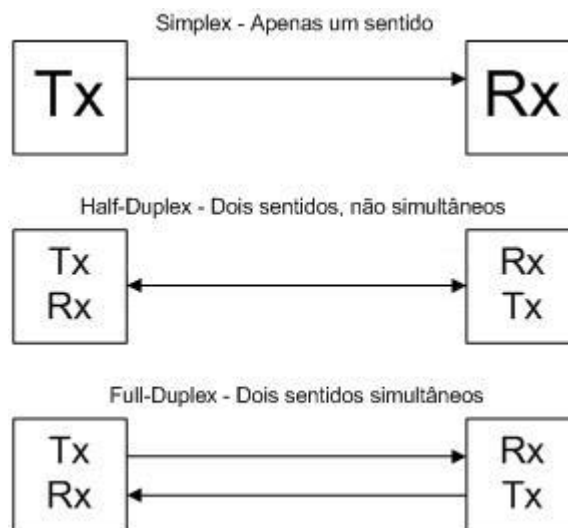 Simplex - Apenas um sentido
Tx
Rx
Half-Duplex - Dois sentidos, não simultâneos
Tx
Rx
Rx
Tx
Full-Duplex - Dois sentidos simultâneos
Tx
Rx
Rx
Tx